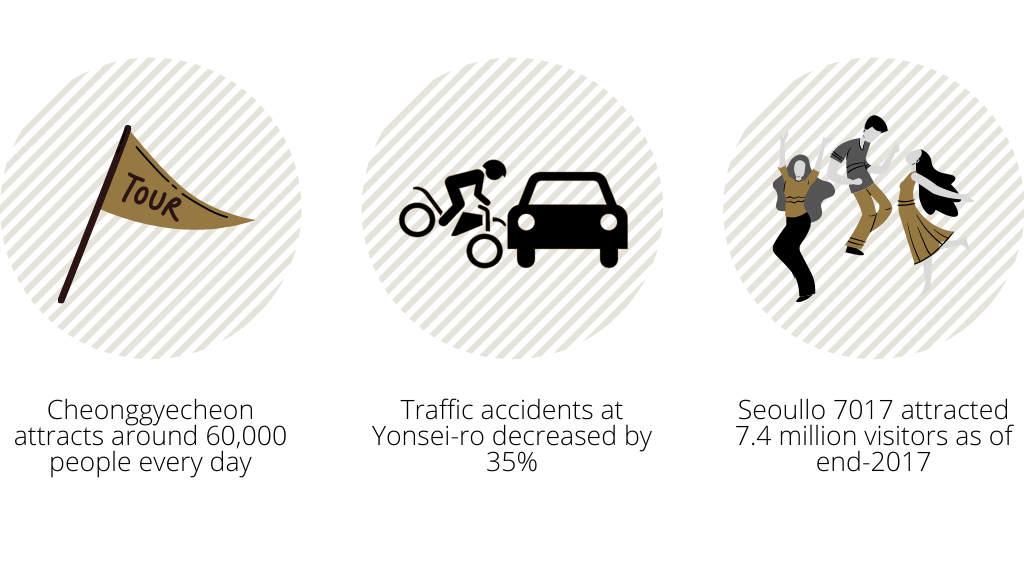 TOUR
Cheonggyecheon
attracts around 60,000
people every day
Traffic accidents at
Yonsei-ro decreased by
35%
Seoullo 7017 attracted
7.4 million visitors as of
end-2017